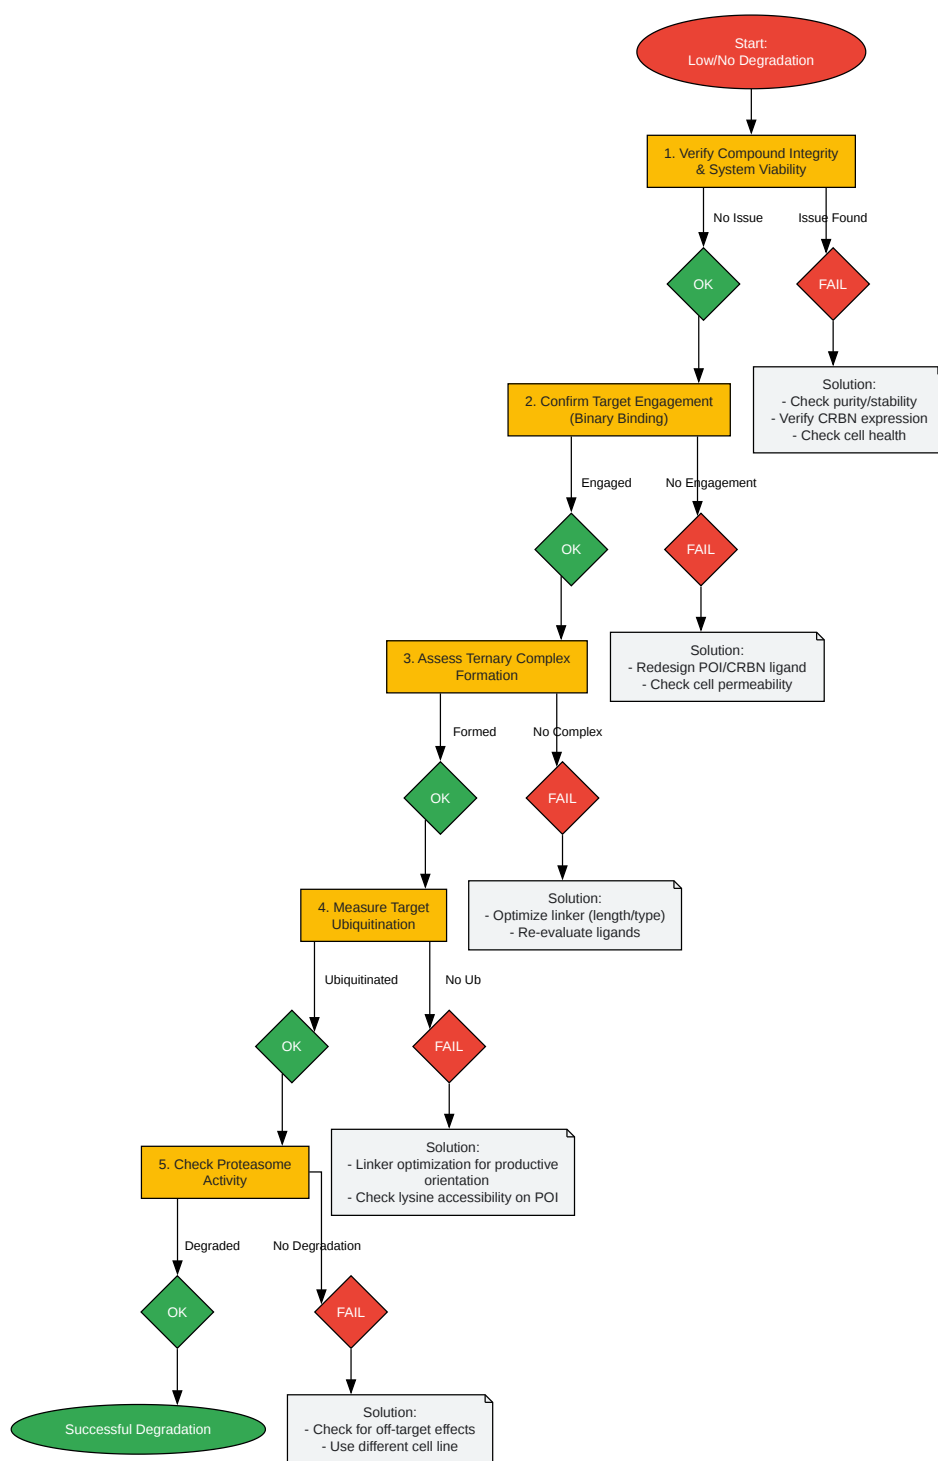 Start:
Low/No Degradation
1. Verify Compound Integrity
& System Viability
No Issue
Issue Found
OK
FAIL
Solution:
- Check purity/stability
- Verify CRBN expression
- Check cell health
2. Confirm Target Engagement
(Binary Binding)
Engaged
No Engagement
OK
FAIL
Solution:
- Redesign POI/CRBN ligand
- Check cell permeability
3. Assess Ternary Complex
Formation
Formed
No Complex
OK
FAIL
Solution:
- Optimize linker (length/type)
- Re-evaluate ligands
4. Measure Target
Ubiquitination
Ubiquitinated
No Ub
OK
FAIL
Solution:
- Linker optimization for productive
orientation
- Check lysine accessibility on POI
5. Check Proteasome
Activity
Degraded
No Degradation
OK
FAIL
Solution:
- Check for off-target effects
- Use different cell line
Successful Degradation